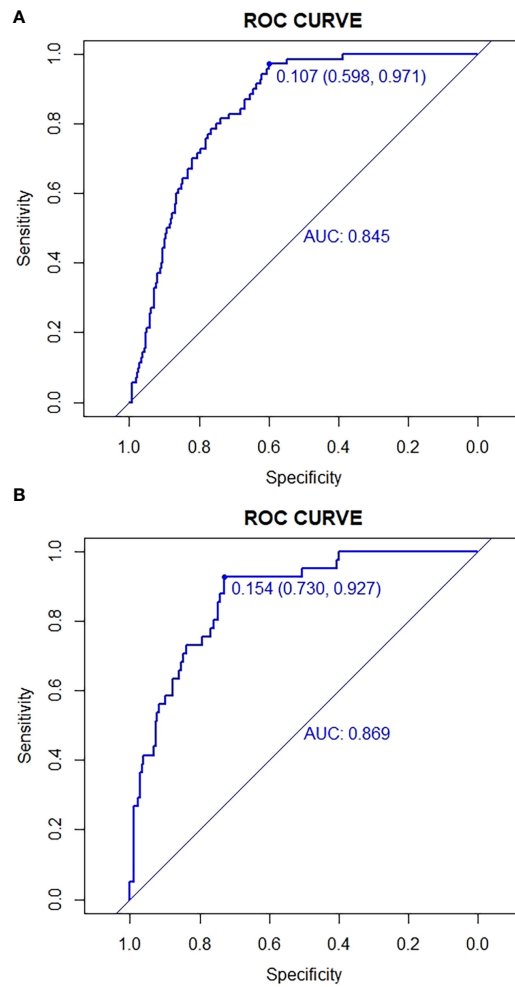 A
ROC CURVE
1.0
0.8
0.6
0.4
0.2
0.0
Sensitivity
0.107 (0.598, 0.971)
AUC: 0.845
1.0 0.8 0.6 0.4 0.2 0.0
Specificity
B
ROC CURVE
1.0
0.8
0.6
0.4
0.2
0.0
Sensitivity
0.154 (0.730, 0.927)
AUC: 0.869
1.0 0.8 0.6 0.4 0.2 0.0
Specificity